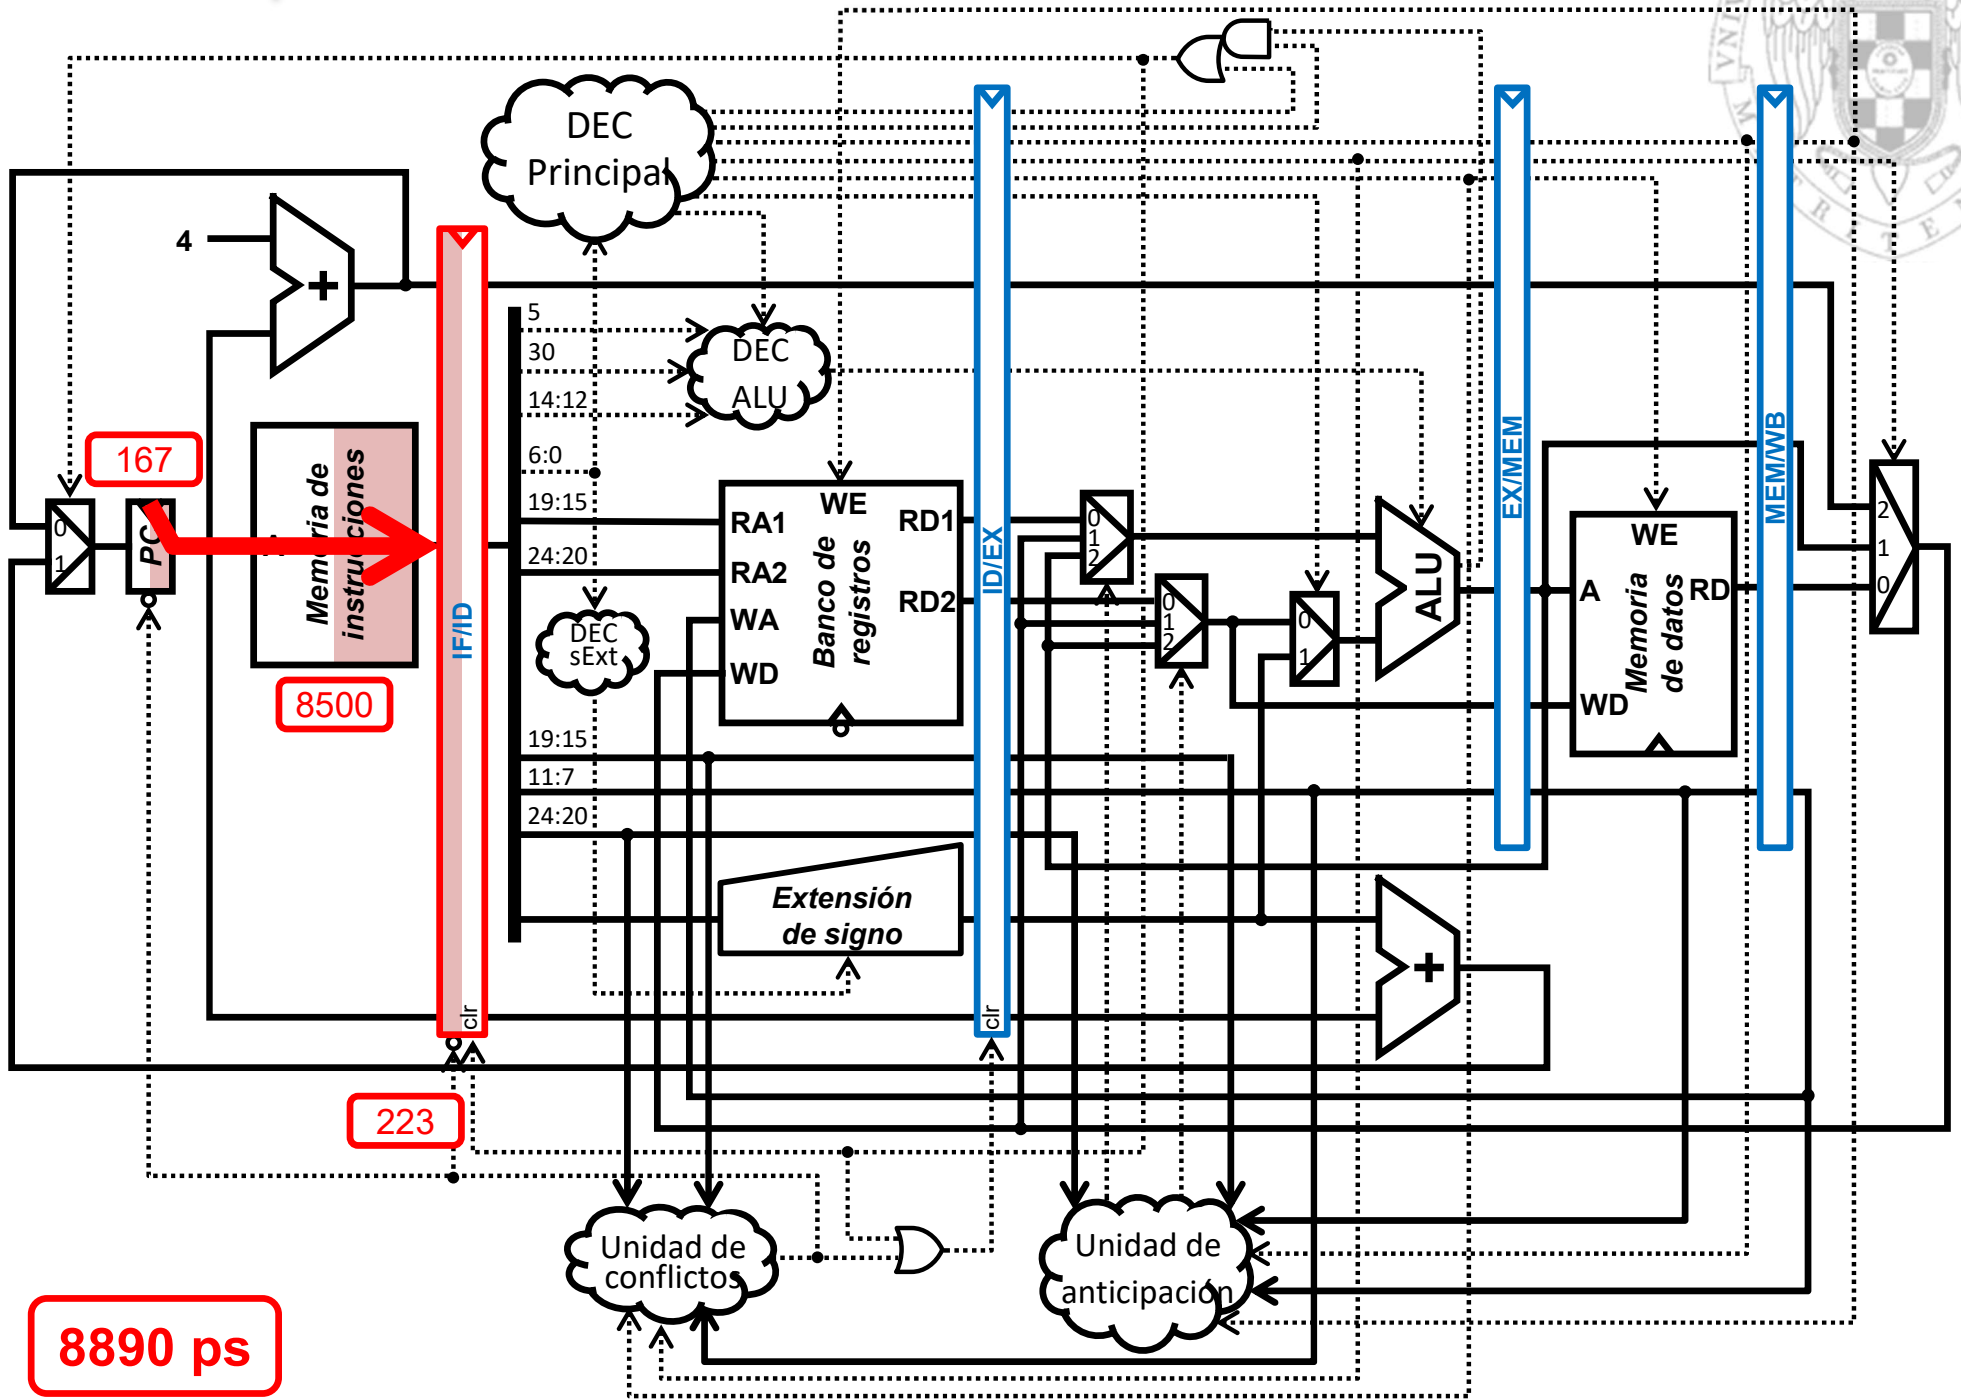 DEC
Principal
4
+
5
30
14:12
6:0
19:15
24:20
DEC
ALU
167
0
1
PC
Memoria de
instrucciones
8500
IF/ID
clr
223
DEC
sExt
WE
RA1
RA2
WA
WD
Banco de
registros
RD1
RD2
19:15
11:7
24:20
Extensión
de signo
ID/EX
clr
0
1
2
0
1
2
0
1
ALU
+
EX/MEM
WE
A
RD
WD
Memoria
de datos
MEM/WB
2
1
0
Unidad de
conflictos
Unidad de
anticipación
8890 ps